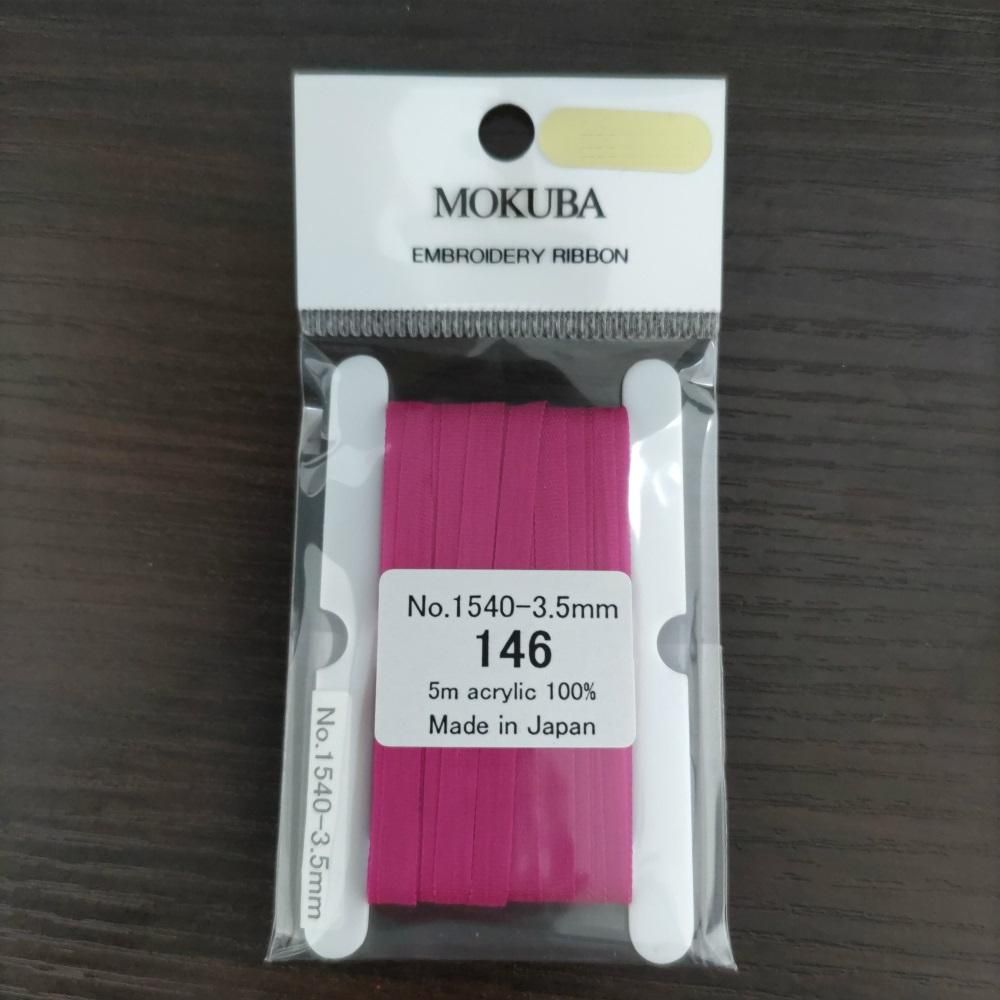 MOKUBA
EMBROIDERY RIBBON
No.1540-3.5mm
146
5m acrylic 100%
Made in Japan
No.1540-3.5mm